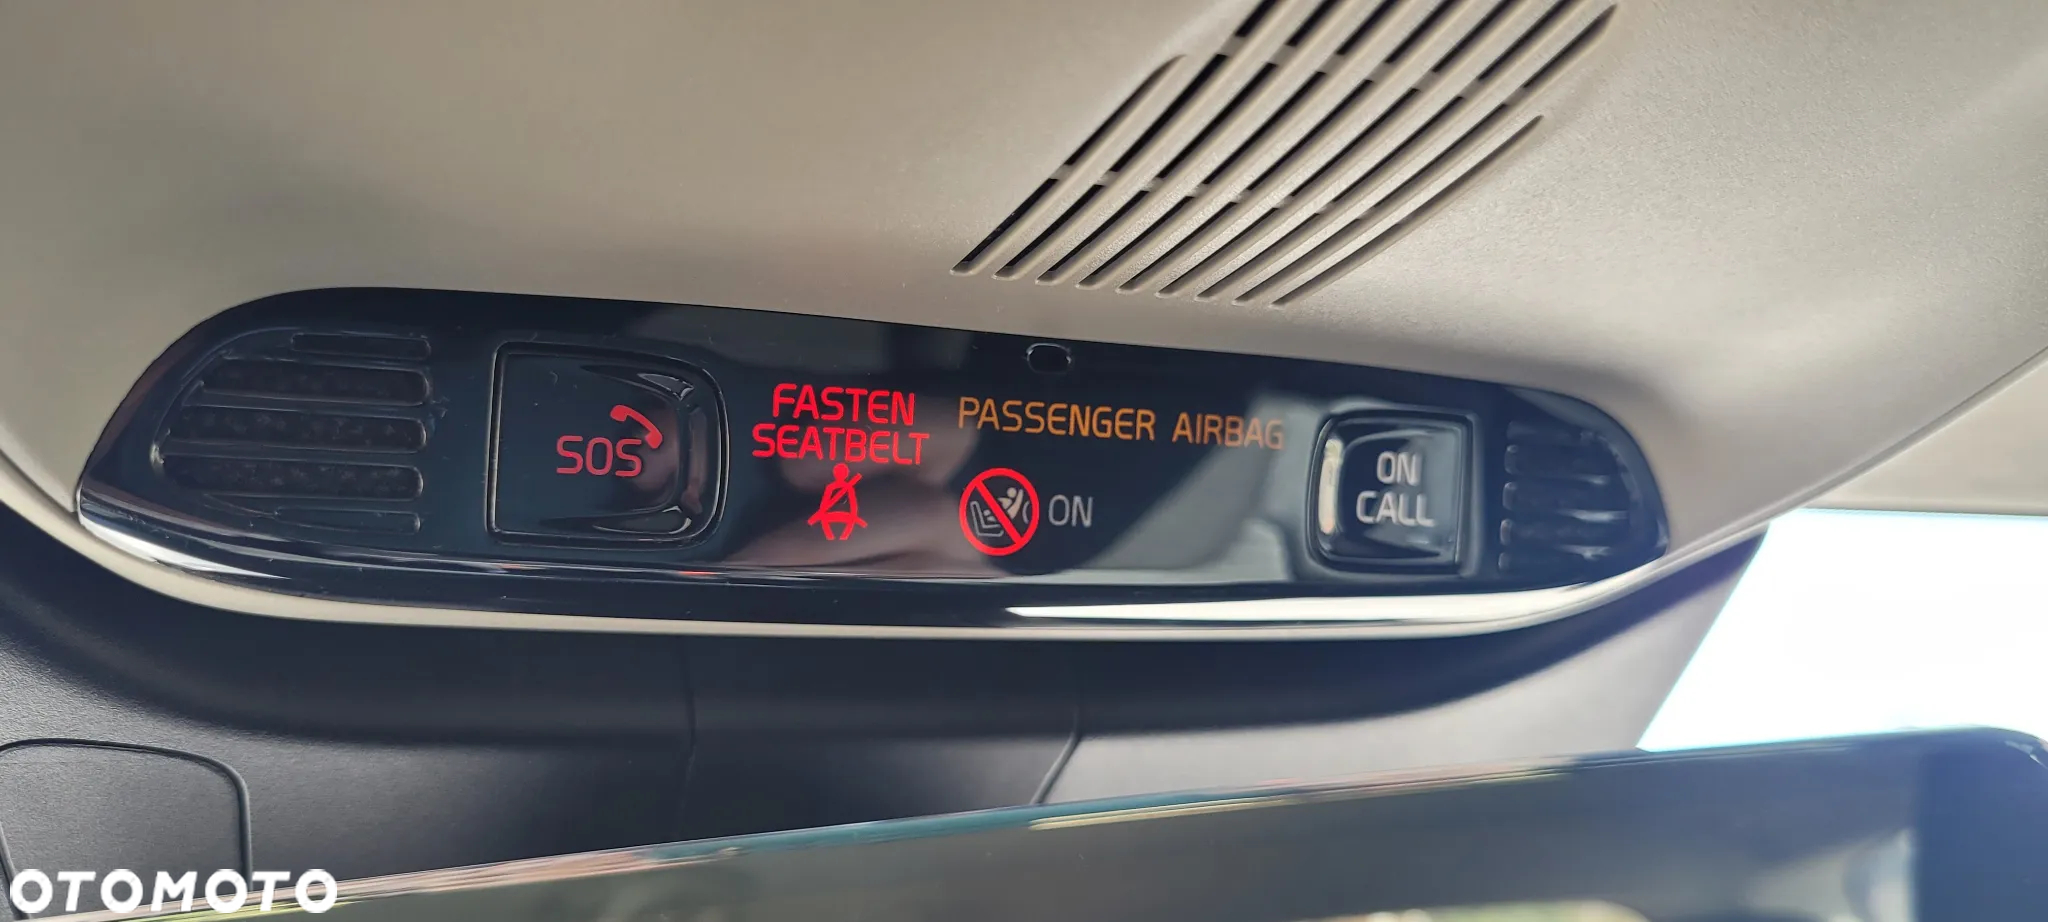 SOS
FASTEN
SEATBELT
PASSENGER AIRBAG
ON
ON
CALL
OTOMOTO